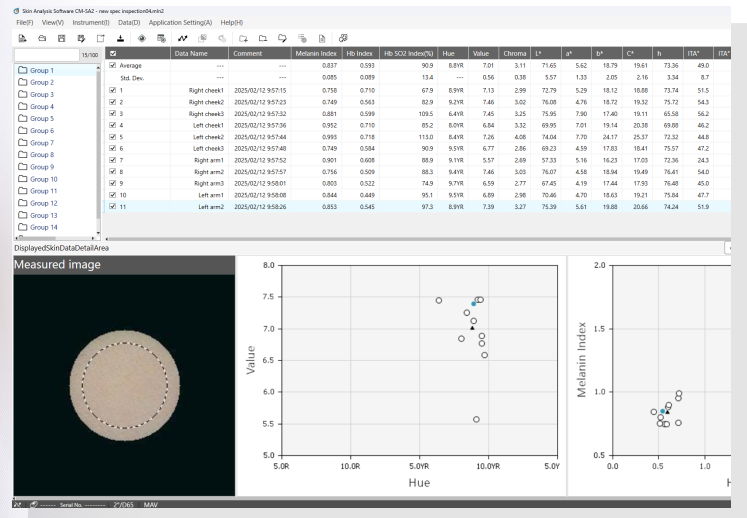 Skin Analysis Software CM-SA2 - new spec inspection04.mln2
File(F) View(V) Instrument(I) Data(D) Application Setting(A) Help(H)
15/100 Data Name Comment Melanin Index Hb Index Hb SO2 Index(%) Hue Value Chroma L* a* b* C* h ITA° ITA°
Group 1
Group 2
Group 3
Group 4
Group 5
Group 6
Group 7
Group 8
Group 9
Group 10
Group 11
Group 12
Group 13
Group 14
Average --- --- 0.837 0.593 90.9 8.8YR 7.01 3.11 71.65 5.62 18.79 19.61 73.36 49.0
Std. Dev. --- --- 0.085 0.089 13.4 --- 0.56 0.38 5.57 1.33 2.05 2.16 3.34 8.7
1 Right cheek1 2025/02/12 9:57:15 0.758 0.710 67.9 8.9YR 7.13 2.99 72.79 5.29 18.12 18.88 73.74 51.5
2 Right cheek2 2025/02/12 9:57:23 0.749 0.563 82.9 9.2YR 7.46 3.02 76.08 4.76 18.72 19.32 75.72 54.3
3 Right cheek3 2025/02/12 9:57:32 0.881 0.599 109.5 6.4YR 7.45 3.25 75.95 7.90 17.40 19.11 65.58 56.2
4 Left cheek1 2025/02/12 9:57:36 0.952 0.710 85.2 8.0YR 6.84 3.32 69.95 7.01 19.14 20.38 69.88 46.2
5 Left cheek2 2025/02/12 9:57:44 0.993 0.718 113.0 8.4YR 7.26 4.08 74.04 7.70 24.17 25.37 72.32 44.8
6 Left cheek3 2025/02/12 9:57:48 0.749 0.584 90.9 9.5YR 6.77 2.86 69.23 4.59 17.83 18.41 75.57 47.2
7 Right arm1 2025/02/12 9:57:52 0.901 0.608 88.9 9.1YR 5.57 2.69 57.33 5.16 16.23 17.03 72.36 24.3
8 Right arm2 2025/02/12 9:57:57 0.756 0.509 88.3 9.4YR 7.46 3.03 76.07 4.58 18.94 19.49 76.41 54.0
9 Right arm3 2025/02/12 9:58:01 0.803 0.522 74.9 9.7YR 6.59 2.77 67.45 4.19 17.44 17.93 76.48 45.0
10 Left arm1 2025/02/12 9:58:08 0.844 0.449 95.1 9.5YR 6.89 2.98 70.46 4.70 18.63 19.21 75.84 47.7
11 Left arm2 2025/02/12 9:58:26 0.853 0.545 97.3 8.9YR 7.39 3.27 75.39 5.61 19.88 20.66 74.24 51.9
DisplayedSkinDataDetailArea
Measured image
8.0
7.5
7.0
6.5
6.0
5.5
5.0
Value
5.0R 10.0R 5.0YR 10.0YR 5.0Y
Hue
2.0
1.5
1.0
0.5
Melanin Index
0.0 0.5 1.0
H
------ Serial No. -------- 2°/D65 MAV